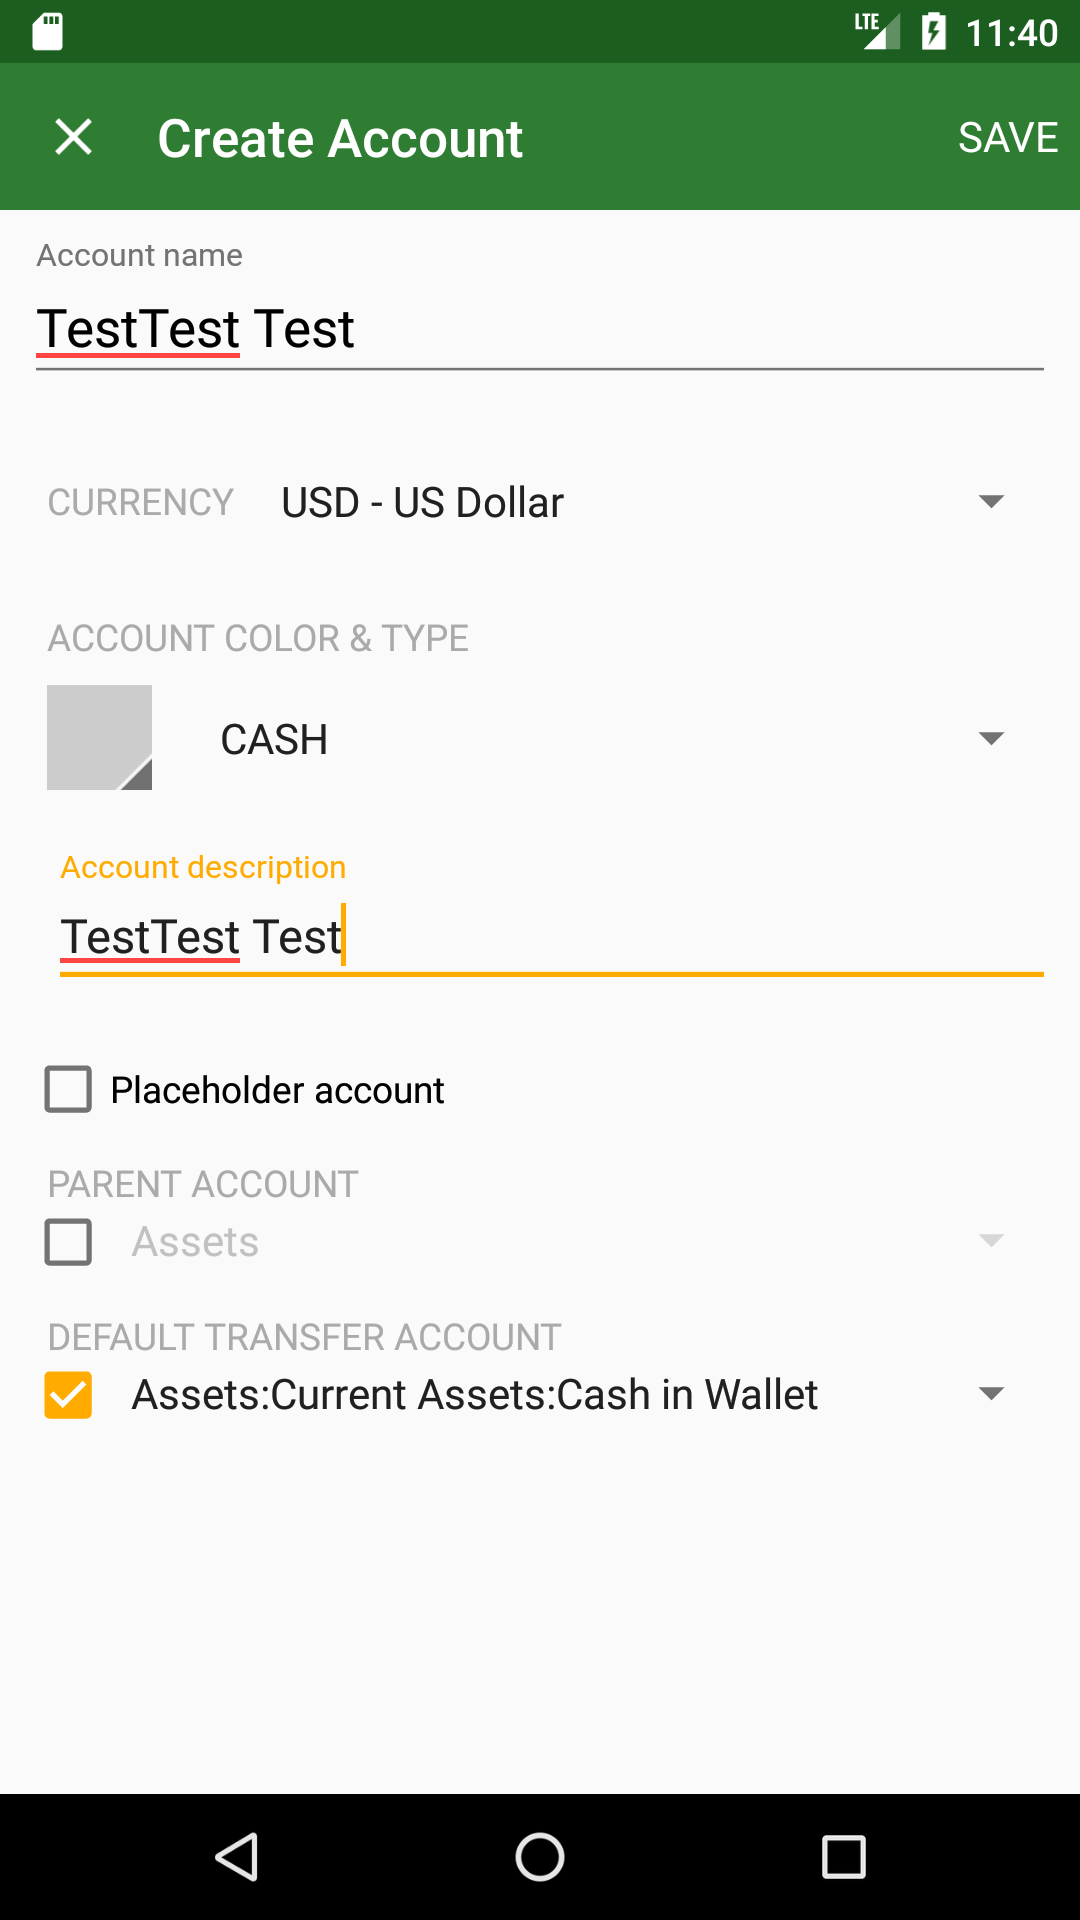 LTE 11:40
Create Account SAVE
Account name
TestTest Test
CURRENCY USD - US Dollar
ACCOUNT COLOR & TYPE
CASH
Account description
TestTest Test
Placeholder account
PARENT ACCOUNT
Assets
DEFAULT TRANSFER ACCOUNT
Assets:Current Assets:Cash in Wallet